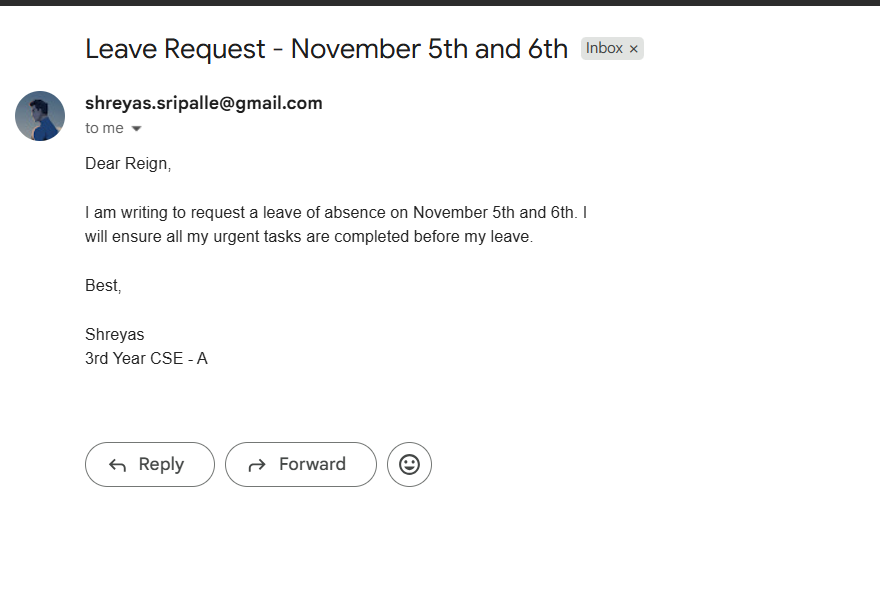 Leave Request - November 5th and 6th Inbox ×
shreyas.sripalle@gmail.com
to me
Dear Reign,
I am writing to request a leave of absence on November 5th and 6th. I
will ensure all my urgent tasks are completed before my leave.
Best,
Shreyas
3rd Year CSE - A
Reply Forward